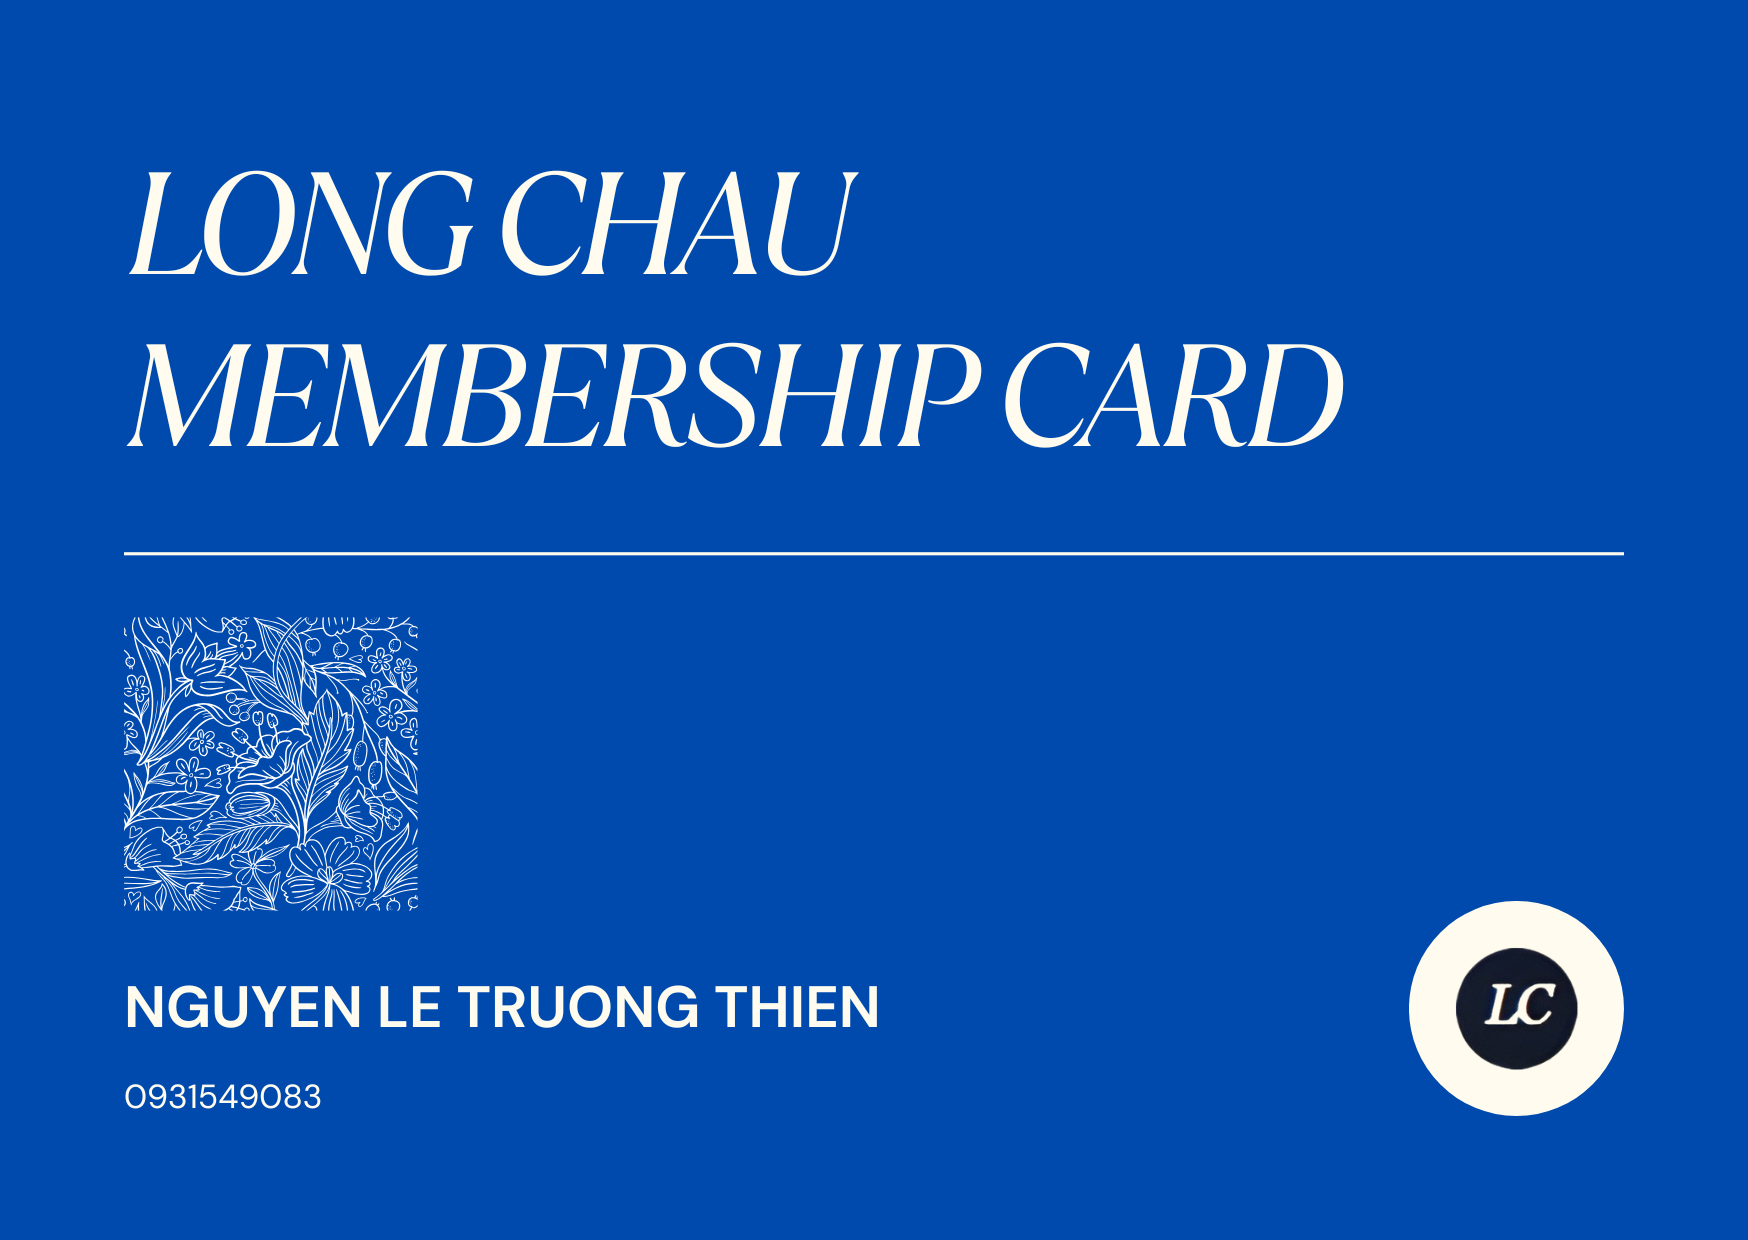 LONG CHAU
MEMBERSHIP CARD
NGUYEN LE TRUONG THIEN
0931549083
LC